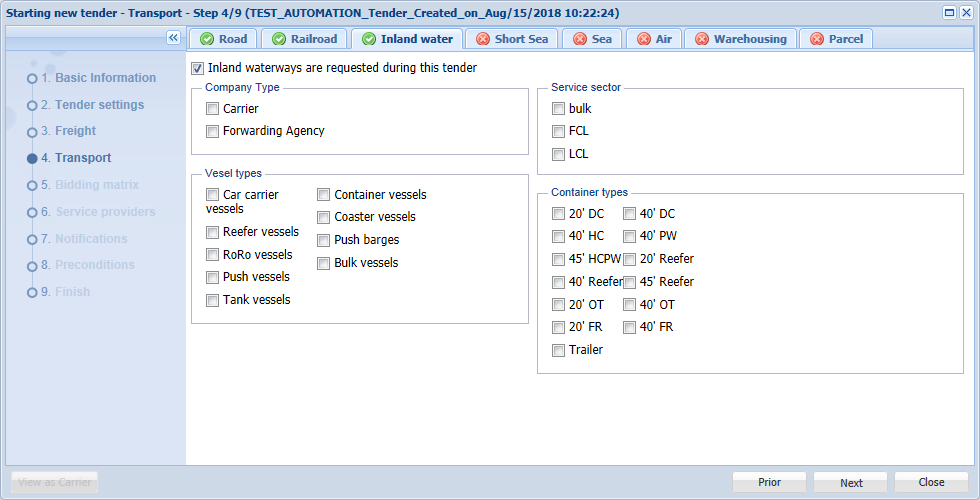 Starting new tender - Transport - Step 4/9 (TEST_AUTOMATION_Tender_Created_on_Aug/15/2018 10:22:24)
Road Railroad Inland water Short Sea Sea Air Warehousing Parcel
1. Basic Information
2. Tender settings
3. Freight
4. Transport
5. Bidding matrix
6. Service providers
7. Notifications
8. Preconditions
9. Finish
Inland waterways are requested during this tender
Company Type
Carrier
Forwarding Agency
Vesel types
Car carrier
vessels
Reefer vessels
RoRo vessels
Push vessels
Tank vessels
Container vessels
Coaster vessels
Push barges
Bulk vessels
Service sector
bulk
FCL
LCL
Container types
20' DC 40' DC
40' HC 40' PW
45' HCPW 20' Reefer
40' Reefer 45' Reefer
20' OT 40' OT
20' FR 40' FR
Trailer
View as Carrier Prior Next Close